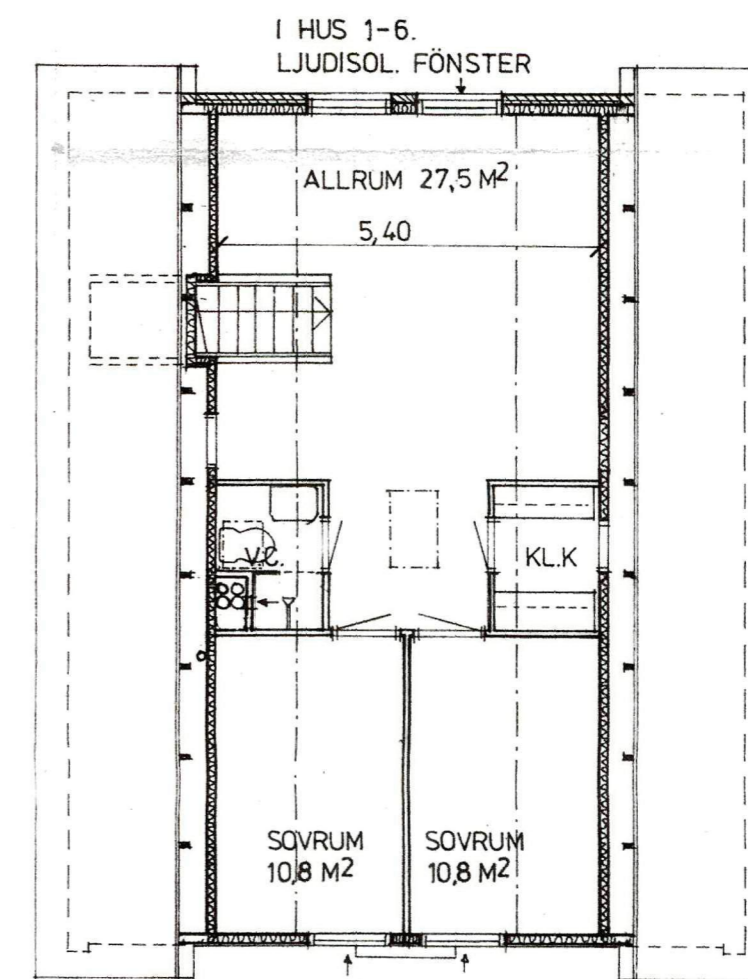 I HUS 1-6.
LJUDISOL. FÖNSTER
ALLRUM 27,5 M²
5,40
V.C.
KL.K
SOVRUM
10,8 M²
SOVRUM
10,8 M²